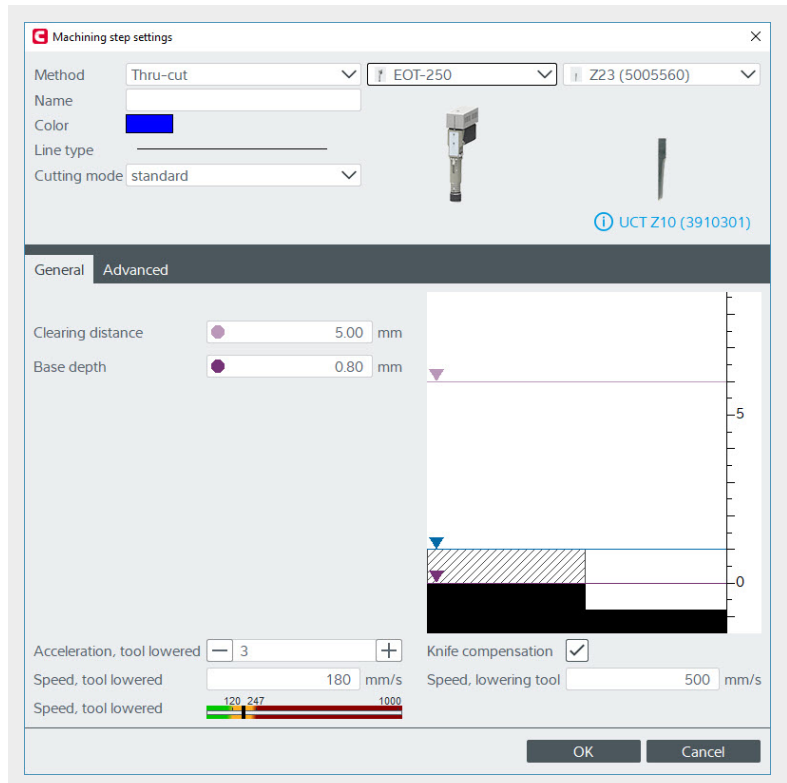 Machining step settings
Method Thru-cut EOT-250 Z23 (5005560)
Name
Color
Line type
Cutting mode standard
UCT Z10 (3910301)
General Advanced
Clearing distance 5.00 mm
Base depth 0.80 mm
5
0
Acceleration, tool lowered 3 Knife compensation
Speed, tool lowered 180 mm/s Speed, lowering tool 500 mm/s
Speed, tool lowered 120 247 1000
OK Cancel